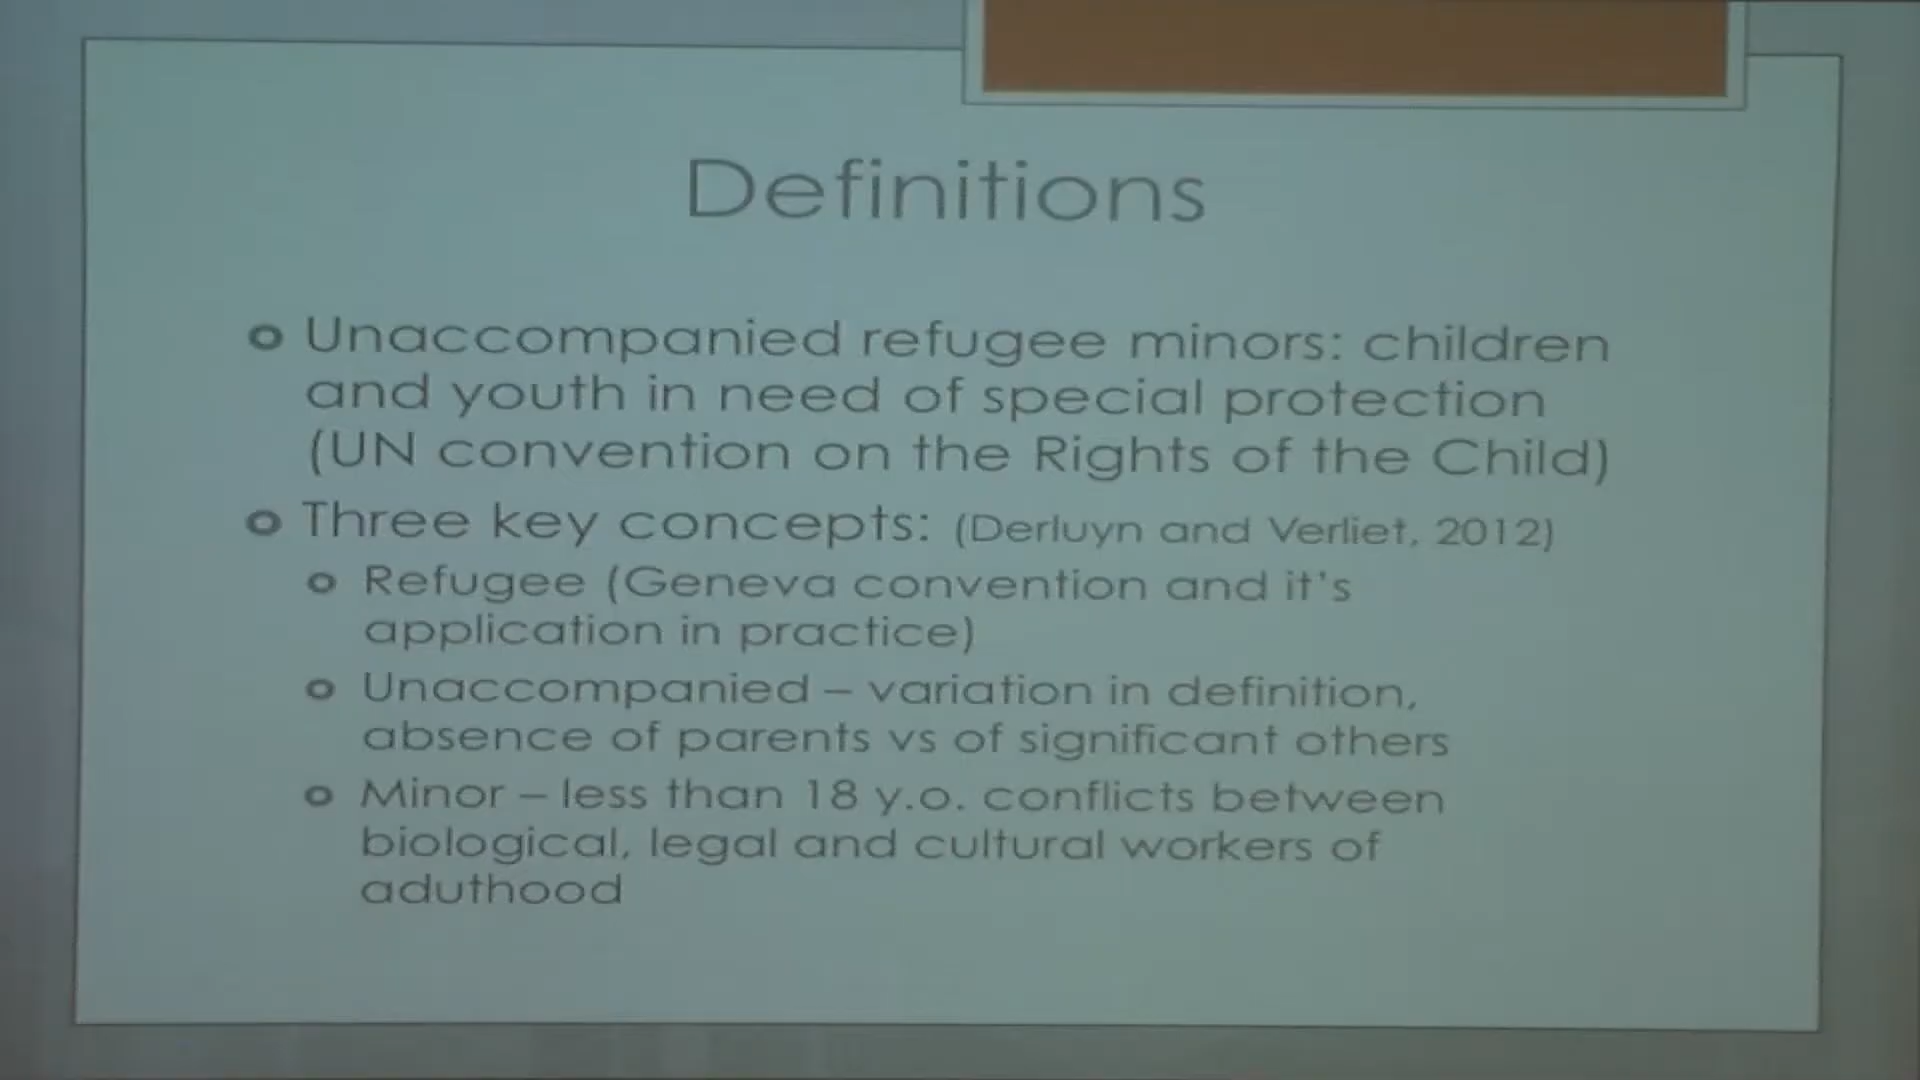 Definitions
Unaccompanied refugee minors: children
and youth in need of special protection
(UN convention on the Rights of the Child)
Three key concepts: (Derluyn and Verliet, 2012)
Refugee (Geneva convention and it's
application in practice)
Unaccompanied – variation in definition,
absence of parents vs of significant others
Minor – less than 18 y.o. conflicts between
biological, legal and cultural workers of
aduthood